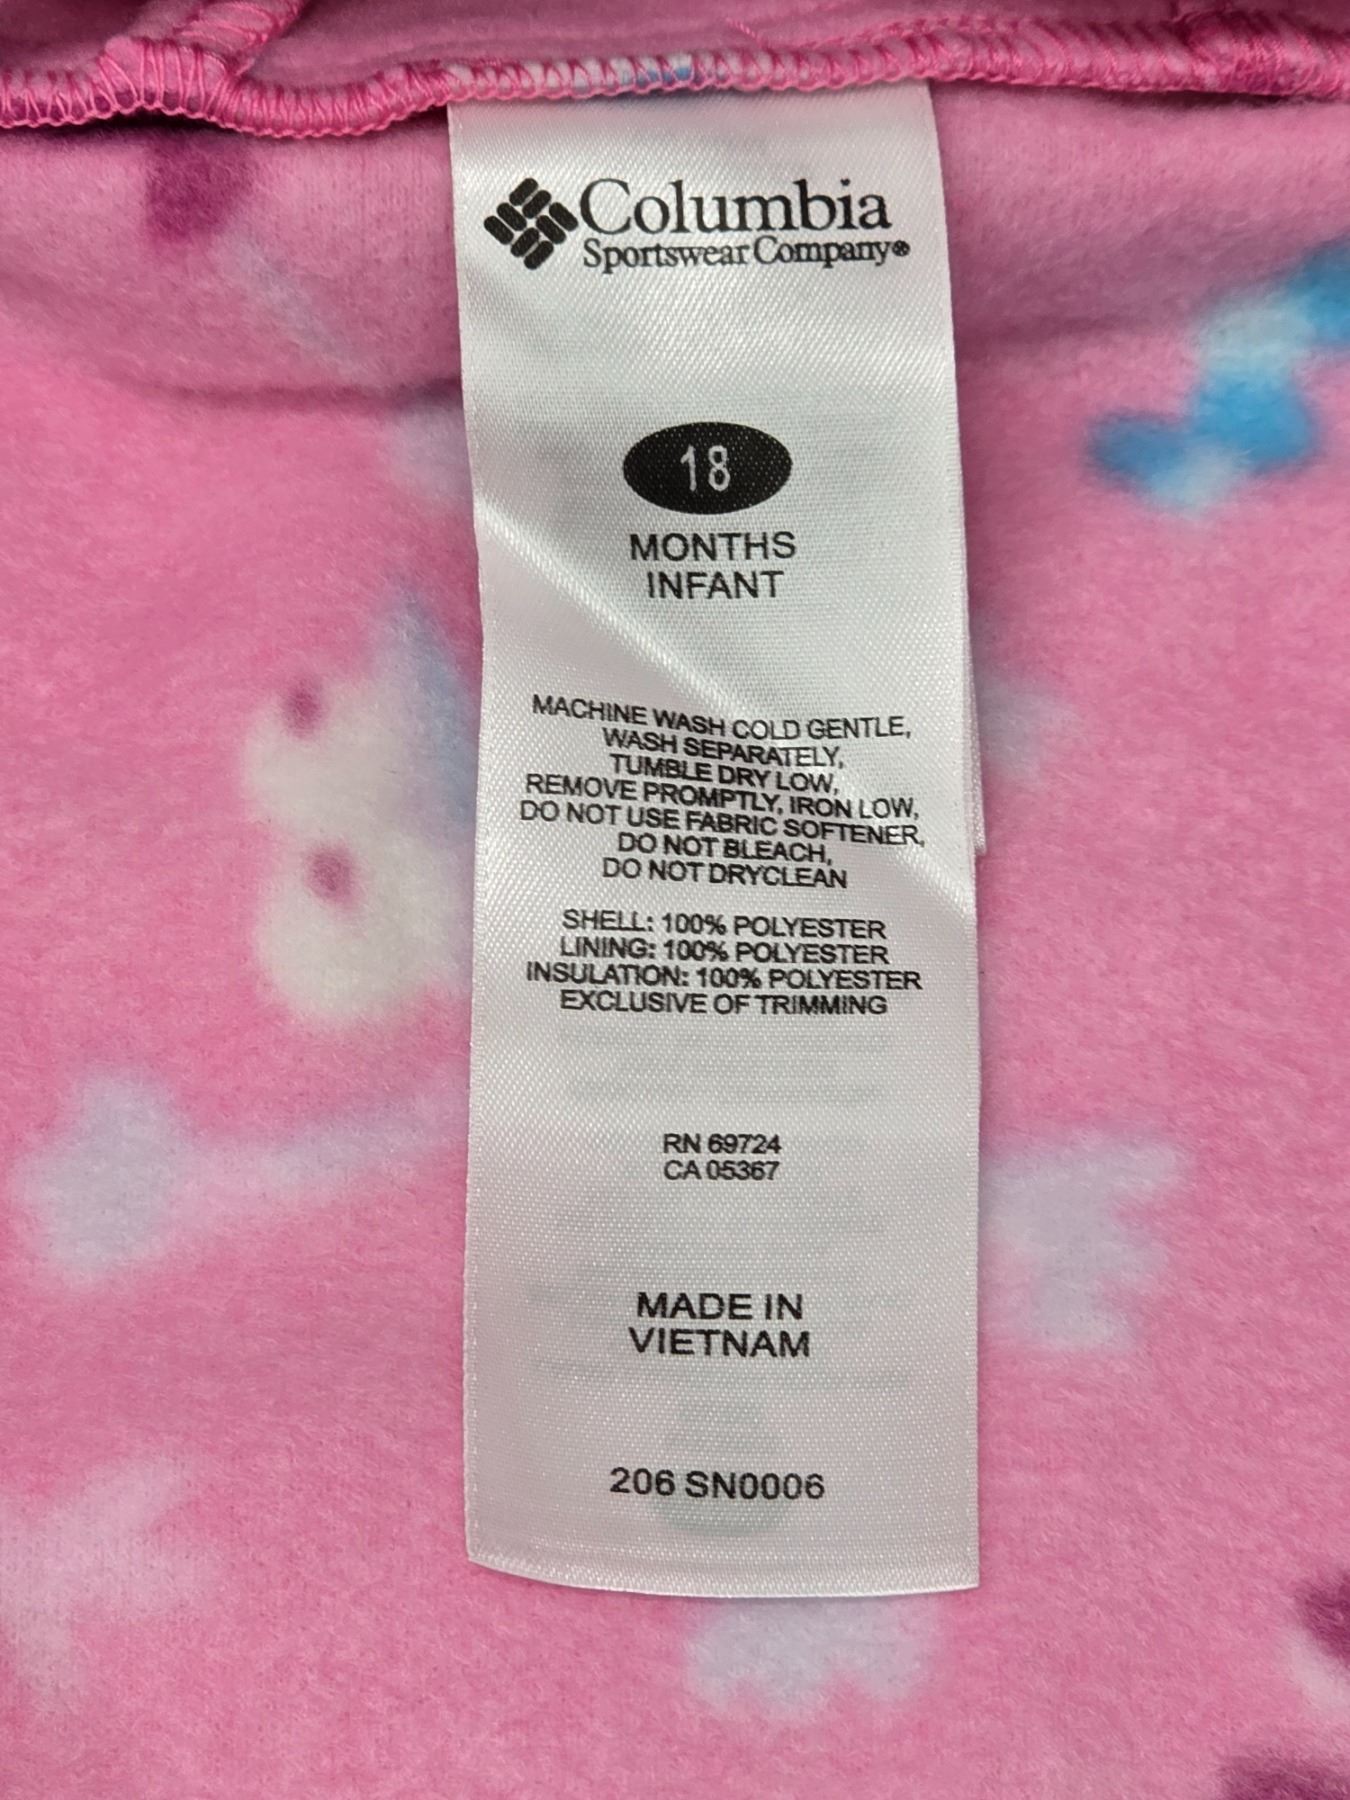 Columbia
Sportswear Company®
18
MONTHS
INFANT
MACHINE WASH COLD GENTLE,
WASH SEPARATELY,
TUMBLE DRY LOW,
REMOVE PROMPTLY, IRON LOW,
DO NOT USE FABRIC SOFTENER,
DO NOT BLEACH,
DO NOT DRYCLEAN
SHELL: 100% POLYESTER
LINING: 100% POLYESTER
INSULATION: 100% POLYESTER
EXCLUSIVE OF TRIMMING
RN 69724
CA 05367
MADE IN
VIETNAM
206 SN0006